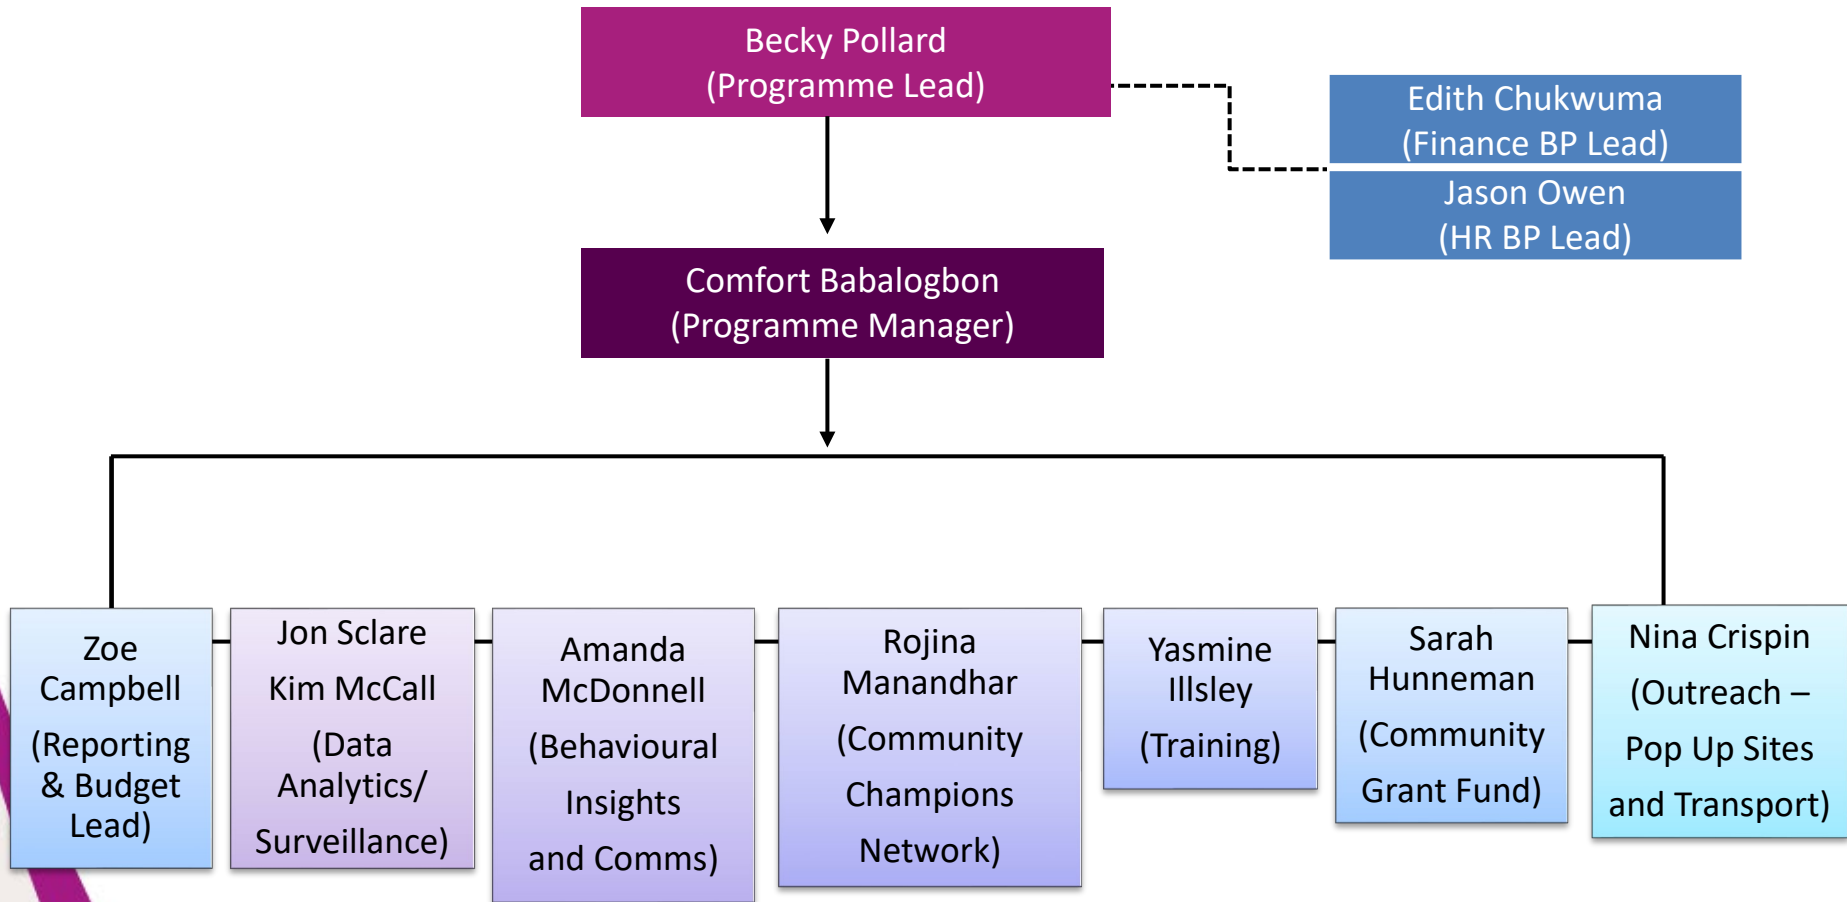 Becky Pollard
(Programme Lead)
Edith Chukwuma
(Finance BP Lead)
Jason Owen
(HR BP Lead)
Comfort Babalogbon
(Programme Manager)
Zoe
Campbell
(Reporting
& Budget
Lead)
Jon Sclare
Kim McCall
(Data
Analytics/
Surveillance)
Amanda
McDonnell
(Behavioural
Insights
and Comms)
Rojina
Manandhar
(Community
Champions
Network)
Yasmine
Illsley
(Training)
Sarah
Hunneman
(Community
Grant Fund)
Nina Crispin
(Outreach –
Pop Up Sites
and Transport)